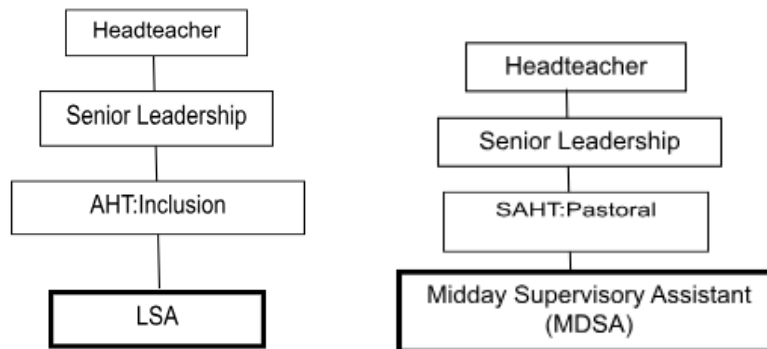 Headteacher
Senior Leadership
AHT:Inclusion
LSA
Headteacher
Senior Leadership
SAHT:Pastoral
Midday Supervisory Assistant
(MDSA)